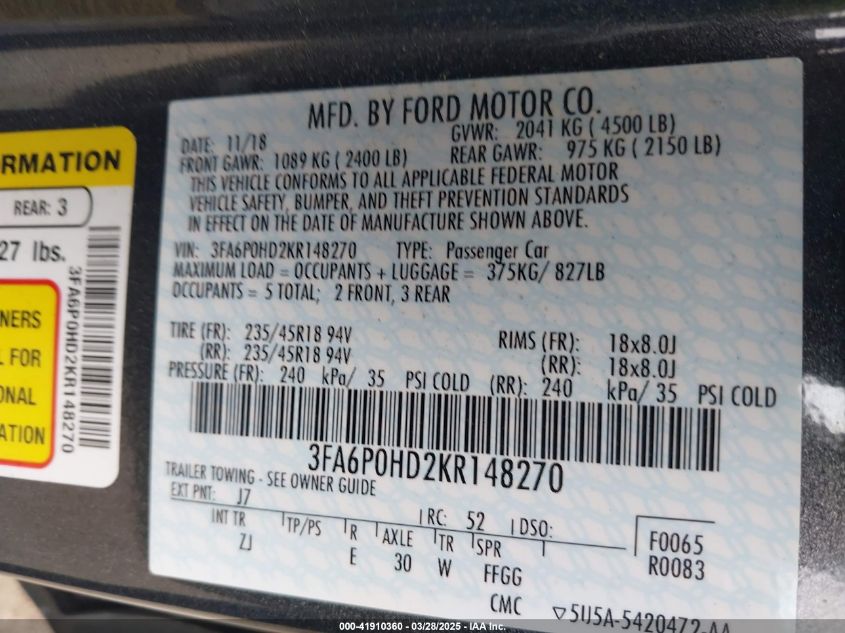 RMATION
REAR: 3
27 lbs.
NERS
L FOR
ONAL
ATION
3FA6P0HD2KR148270
MFD. BY FORD MOTOR CO.
DATE: 11/18 GVWR: 2041 KG ( 4500 LB)
FRONT GAWR: 1089 KG ( 2400 LB) REAR GAWR: 975 KG ( 2150 LB)
THIS VEHICLE CONFORMS TO ALL APPLICABLE FEDERAL MOTOR
VEHICLE SAFETY, BUMPER, AND THEFT PREVENTION STANDARDS
IN EFFECT ON THE DATE OF MANUFACTURE SHOWN ABOVE.
VIN: 3FA6P0HD2KR148270 TYPE: Passenger Car
MAXIMUM LOAD = OCCUPANTS + LUGGAGE = 375KG/ 827LB
OCCUPANTS = 5 TOTAL; 2 FRONT, 3 REAR
TIRE (FR): 235/45R18 94V RIMS (FR): 18x8.0J
(RR): 235/45R18 94V (RR): 18x8.0J
PRESSURE (FR): 240 kPa/ 35 PSI COLD (RR): 240 kPa/ 35 PSI COLD
3FA6P0HD2KR148270
TRAILER TOWING - SEE OWNER GUIDE
EXT PNT: J7 RC: 52 DSO:
INT TR TP/PS R AXLE TR SPR
ZJ E 30 W FFGG
F0065
R0083
CMC 5U5A-5420472-AA
000-41910360 - 03/28/2025 - IAA Inc.